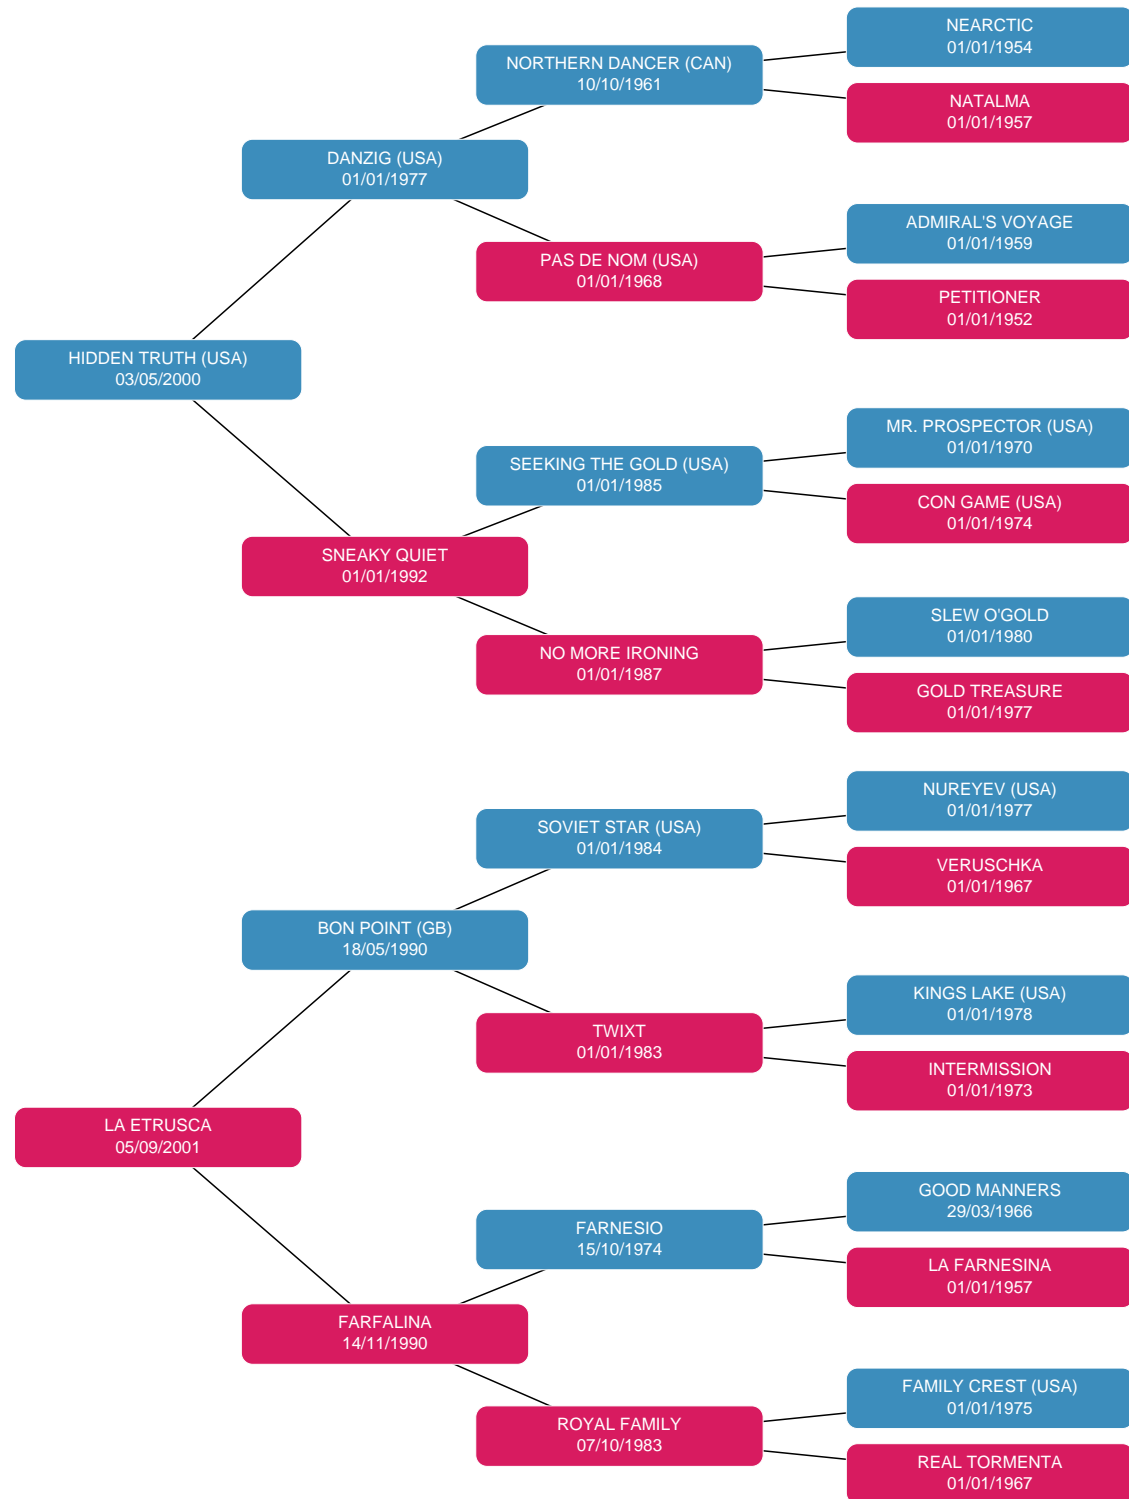 NEARCTIC
01/01/1954
NORTHERN DANCER (CAN)
10/10/1961
NATALMA
01/01/1957
DANZIG (USA)
01/01/1977
ADMIRAL'S VOYAGE
01/01/1959
PAS DE NOM (USA)
01/01/1968
PETITIONER
01/01/1952
HIDDEN TRUTH (USA)
03/05/2000
MR. PROSPECTOR (USA)
01/01/1970
SEEKING THE GOLD (USA)
01/01/1985
CON GAME (USA)
01/01/1974
SNEAKY QUIET
01/01/1992
SLEW O'GOLD
01/01/1980
NO MORE IRONING
01/01/1987
GOLD TREASURE
01/01/1977
NUREYEV (USA)
01/01/1977
SOVIET STAR (USA)
01/01/1984
VERUSCHKA
01/01/1967
BON POINT (GB)
18/05/1990
KINGS LAKE (USA)
01/01/1978
TWIXT
01/01/1983
INTERMISSION
01/01/1973
LA ETRUSCA
05/09/2001
GOOD MANNERS
29/03/1966
FARNESIO
15/10/1974
LA FARNESINA
01/01/1957
FARFALINA
14/11/1990
FAMILY CREST (USA)
01/01/1975
ROYAL FAMILY
07/10/1983
REAL TORMENTA
01/01/1967